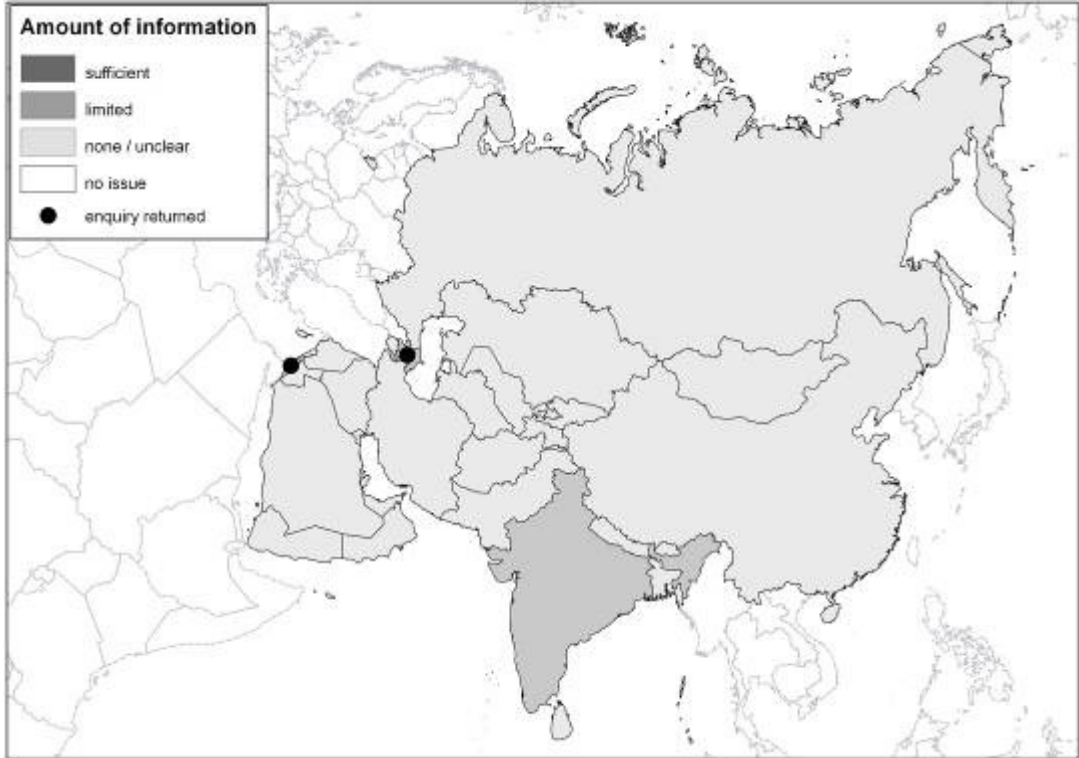 Amount of information
sufficient
limited
none / unclear
no issue
enquiry returned